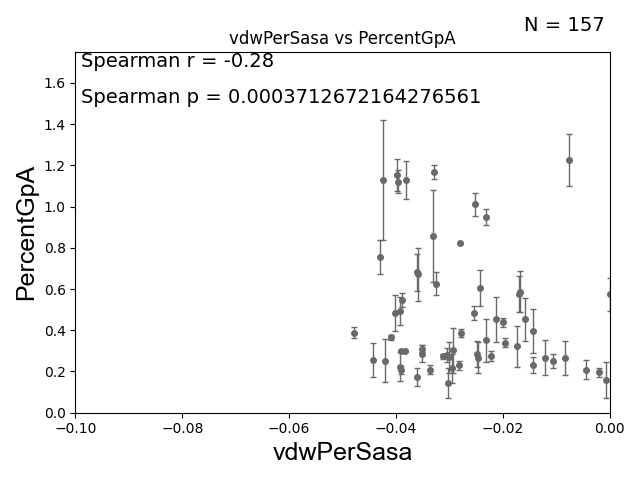 N = 157
vdwPerSasa vs PercentGpA
Spearman r = -0.28
Spearman p = 0.0003712672164276561
PercentGpA
1.6
1.4
1.2
1.0
0.8
0.6
0.4
0.2
0.0
−0.10 −0.08 −0.06 −0.04 −0.02 0.00
vdwPerSasa